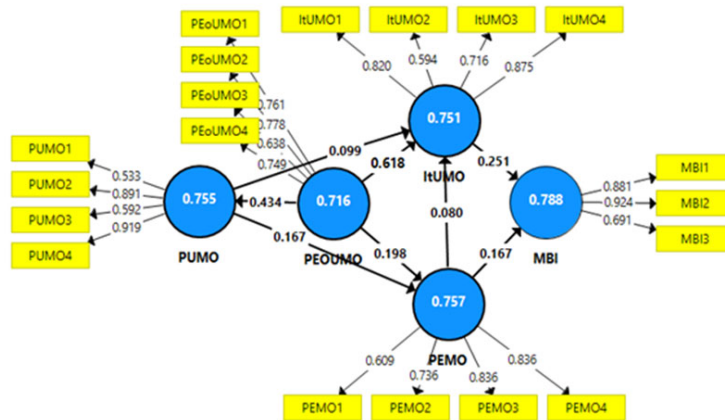 ItUMO1
ItUMO2
ItUMO3
ItUMO4
PEoUMO1
PEoUMO2
PEoUMO3
PEoUMO4
0.820
0.594
0.716
0.875
0.761
0.778
0.638
0.749
0.751
ItUMO
PUMO1
PUMO2
PUMO3
PUMO4
0.533
0.891
0.592
0.919
0.755
PUMO
0.099
0.434
0.167
0.716
PEOUMO
0.618
0.198
0.080
0.251
0.167
0.788
MBI
0.881
0.924
0.691
MBI1
MBI2
MBI3
0.757
PEMO
0.609
0.736
0.836
0.836
PEMO1
PEMO2
PEMO3
PEMO4